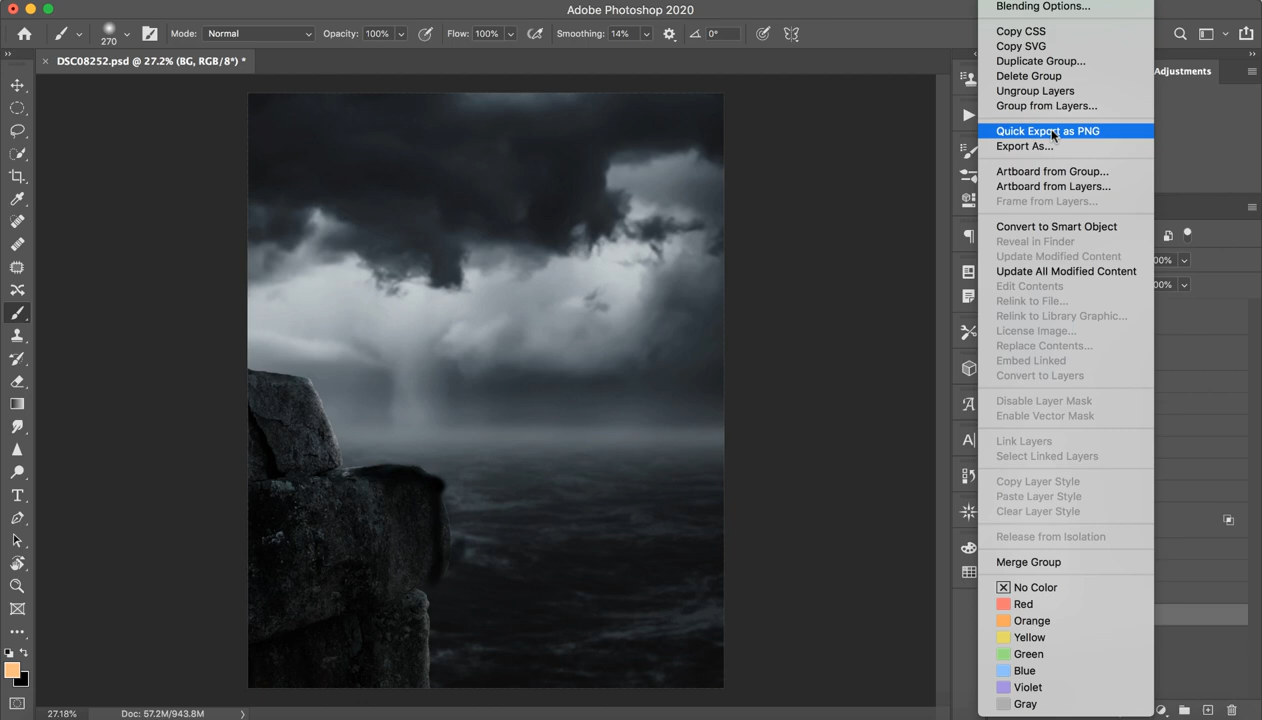 Adobe Photoshop 2020
270
Mode: Normal
Opacity: 100%
Flow: 100%
Smoothing: 14%
0°
DSC08252.psd @ 27.2% (BG, RGB/8*) *
Adjustments
Blending Options...
Copy CSS
Copy SVG
Duplicate Group...
Delete Group
Ungroup Layers
Group from Layers...
Quick Export as PNG
Export As...
Artboard from Group...
Artboard from Layers...
Frame from Layers...
Convert to Smart Object
Reveal in Finder
Update Modified Content
Update All Modified Content
Edit Contents
Relink to File...
Relink to Library Graphic...
License Image...
Replace Contents...
Embed Linked
Convert to Layers
Disable Layer Mask
Enable Vector Mask
Link Layers
Select Linked Layers
Copy Layer Style
Paste Layer Style
Clear Layer Style
Release from Isolation
Merge Group
No Color
Red
Orange
Yellow
Green
Blue
Violet
Gray
27.18%
Doc: 57.2M/943.8M